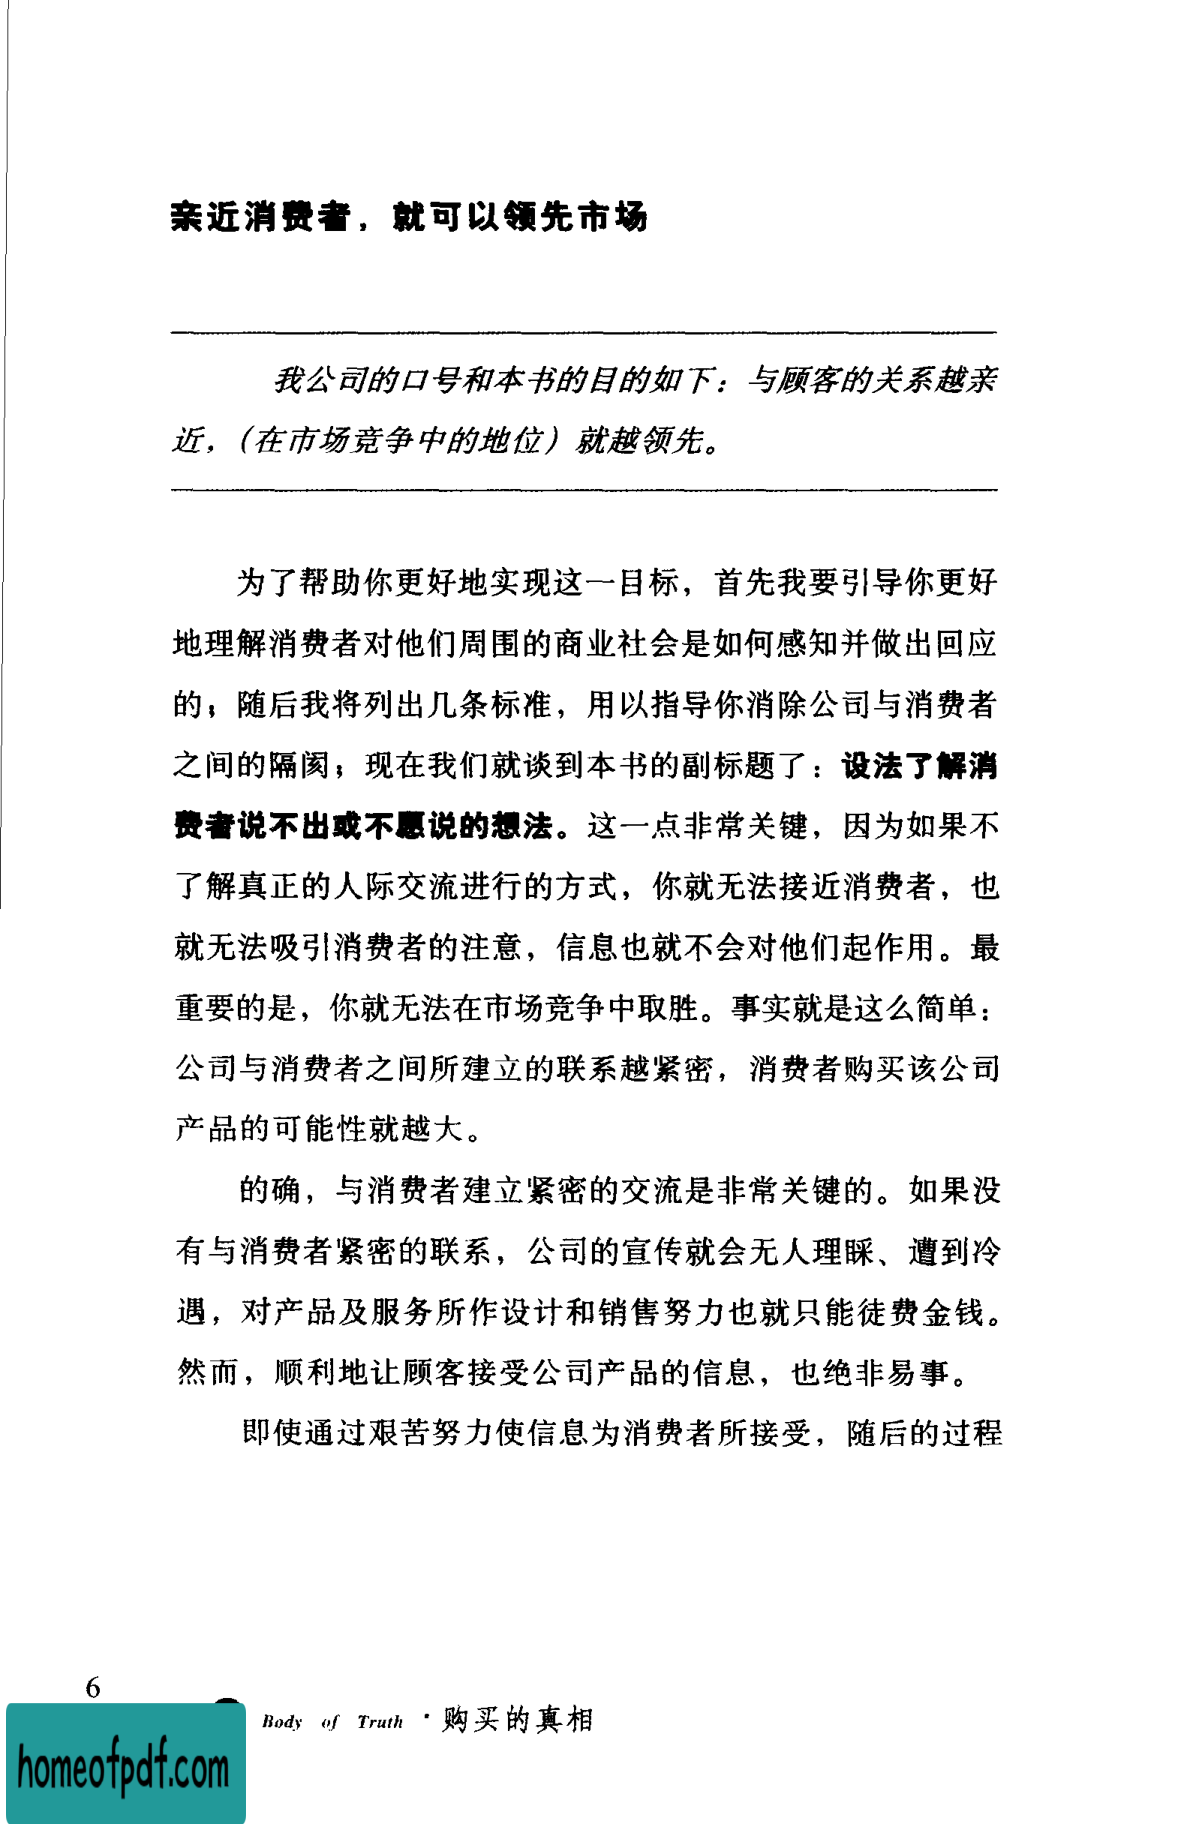 亲近消费者，就可以领先市场
我公司的口号和本书的目的如下：与顾客的关系越亲
近，（在市场竞争中的地位）就越领先。
为了帮助你更好地实现这一目标，首先我要引导你更好
地理解消费者对他们周围的商业社会是如何感知并做出回应
的；随后我将列出几条标准，用以指导你消除公司与消费者
之间的隔阂；现在我们就谈到本书的副标题了：设法了解消
费者说不出或不愿说的想法。这一点非常关键，因为如果不
了解真正的人际交流进行的方式，你就无法接近消费者，也
就无法吸引消费者的注意，信息也就不会对他们起作用。最
重要的是，你就无法在市场竞争中取胜。事实就是这么简单：
公司与消费者之间所建立的联系越紧密，消费者购买该公司
产品的可能性就越大。
的确，与消费者建立紧密的交流是非常关键的。如果没
有与消费者紧密的联系，公司的宣传就会无人理睬、遭到冷
遇，对产品及服务所作设计和销售努力也就只能徒费金钱。
然而，顺利地让顾客接受公司产品的信息，也绝非易事。
即使通过艰苦努力使信息为消费者所接受，随后的过程
6
Body of Truth · 购买的真相
homeofpdf.com